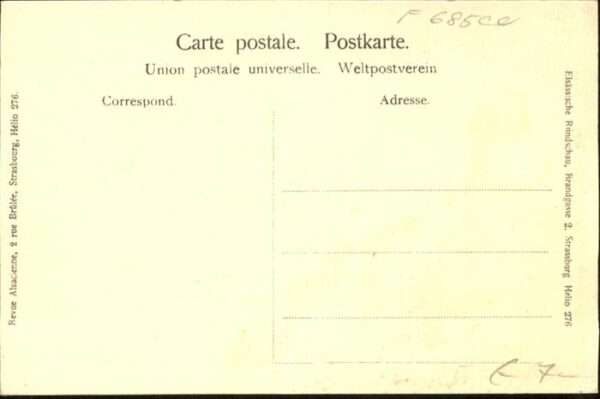 F 685ce
Carte postale. Postkarte.
Union postale universelle. Weltpostverein
Correspond. Adresse.
Revue Alsacienne, 2 rue Brûlée, Strasbourg, Hélio 276.
Elsässische Rundschau, Brandgasse 2, Strassburg Helio 276